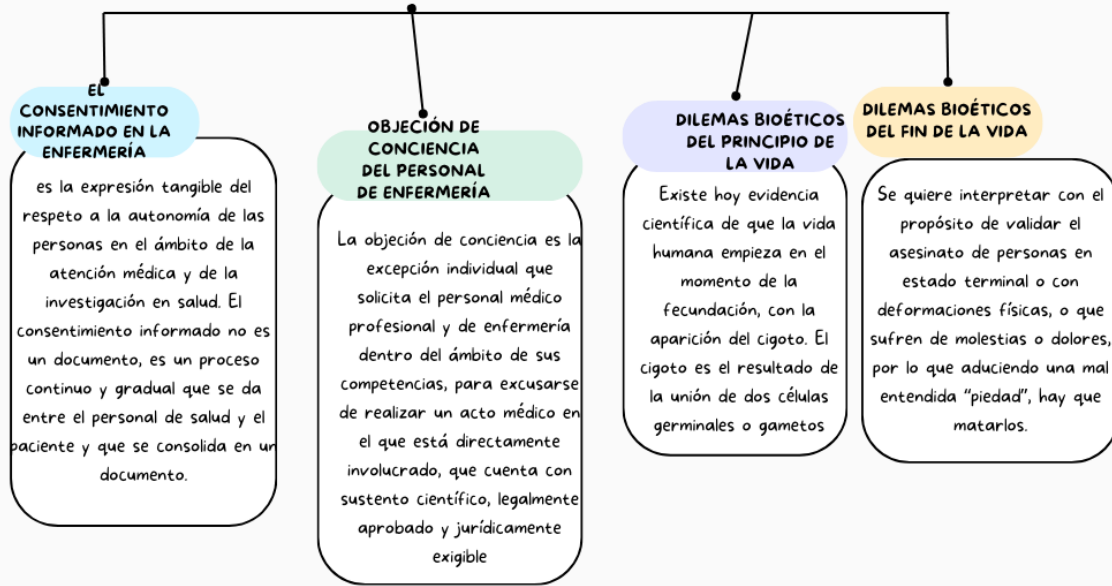 EL
CONSENTIMIENTO
INFORMADO EN LA
ENFERMERÍA
es la expresión tangible del
respeto a la autonomía de las
personas en el ámbito de la
atención médica y de la
investigación en salud. El
consentimiento informado no es
un documento, es un proceso
continuo y gradual que se da
entre el personal de salud y el
paciente y que se consolida en un
documento.
OBJECIÓN DE
CONCIENCIA
DEL PERSONAL
DE ENFERMERÍA
La objeción de conciencia es la
excepción individual que
solicita el personal médico
profesional y de enfermería
dentro del ámbito de sus
competencias, para excusarse
de realizar un acto médico en
el que está directamente
involucrado, que cuenta con
sustento científico, legalmente
aprobado y jurídicamente
exigible
DILEMAS BIOÉTICOS
DEL PRINCIPIO DE
LA VIDA
Existe hoy evidencia
científica de que la vida
humana empieza en el
momento de la
fecundación, con la
aparición del cigoto. El
cigoto es el resultado de
la unión de dos células
germinales o gametos
DILEMAS BIOÉTICOS
DEL FIN DE LA VIDA
Se quiere interpretar con el
propósito de validar el
asesinato de personas en
estado terminal o con
deformaciones físicas, o que
sufren de molestias o dolores,
por lo que aduciendo una mal
entendida "piedad", hay que
matarlos.